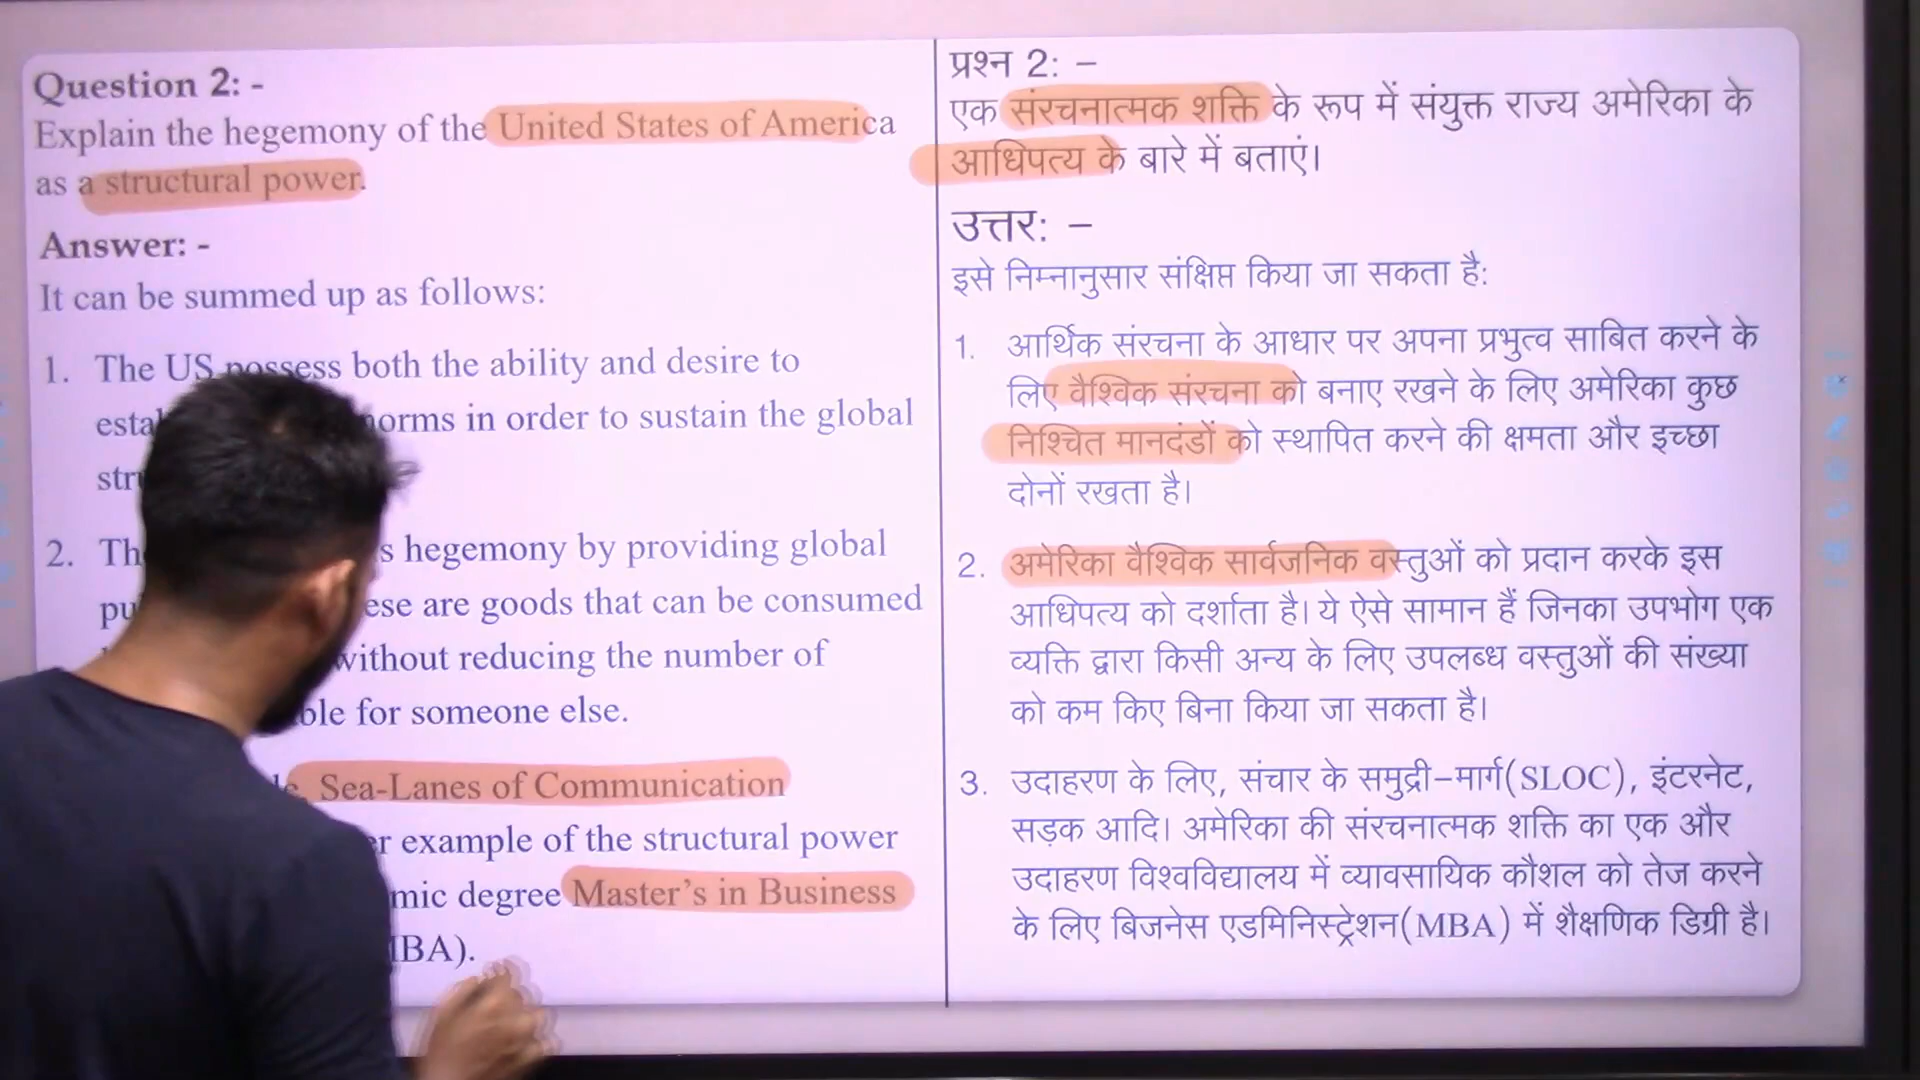 Question 2: -
Explain the hegemony of the United States of America
as a structural power.
Answer: -
It can be summed up as follows:
1. The US possess both the ability and desire to
norms in order to sustain the global
2. hegemony by providing global
goods that can be consumed
without reducing the number of
for someone else.
Sea-Lanes of Communication
example of the structural power
degree Master's in Business
प्रश्न 2: –
एक संरचनात्मक शक्ति के रूप में संयुक्त राज्य अमेरिका के
आधिपत्य के बारे में बताएं।
उत्तर: –
इसे निम्नानुसार संक्षिप्त किया जा सकता है:
1. आर्थिक संरचना के आधार पर अपना प्रभुत्व साबित करने के
लिए वैश्विक संरचना को बनाए रखने के लिए अमेरिका कुछ
निश्चित मानदंडों को स्थापित करने की क्षमता और इच्छा
दोनों रखता है।
2. अमेरिका वैश्विक सार्वजनिक वस्तुओं को प्रदान करके इस
आधिपत्य को दर्शाता है। ये ऐसे सामान हैं जिनका उपभोग एक
व्यक्ति द्वारा किसी अन्य के लिए उपलब्ध वस्तुओं की संख्या
को कम किए बिना किया जा सकता है।
3. उदाहरण के लिए, संचार के समुद्री-मार्ग(SLOC), इंटरनेट,
सड़क आदि। अमेरिका की संरचनात्मक शक्ति का एक और
उदाहरण विश्वविद्यालय में व्यावसायिक कौशल को तेज करने
के लिए बिजनेस एडमिनिस्ट्रेशन(MBA) में शैक्षणिक डिग्री है।